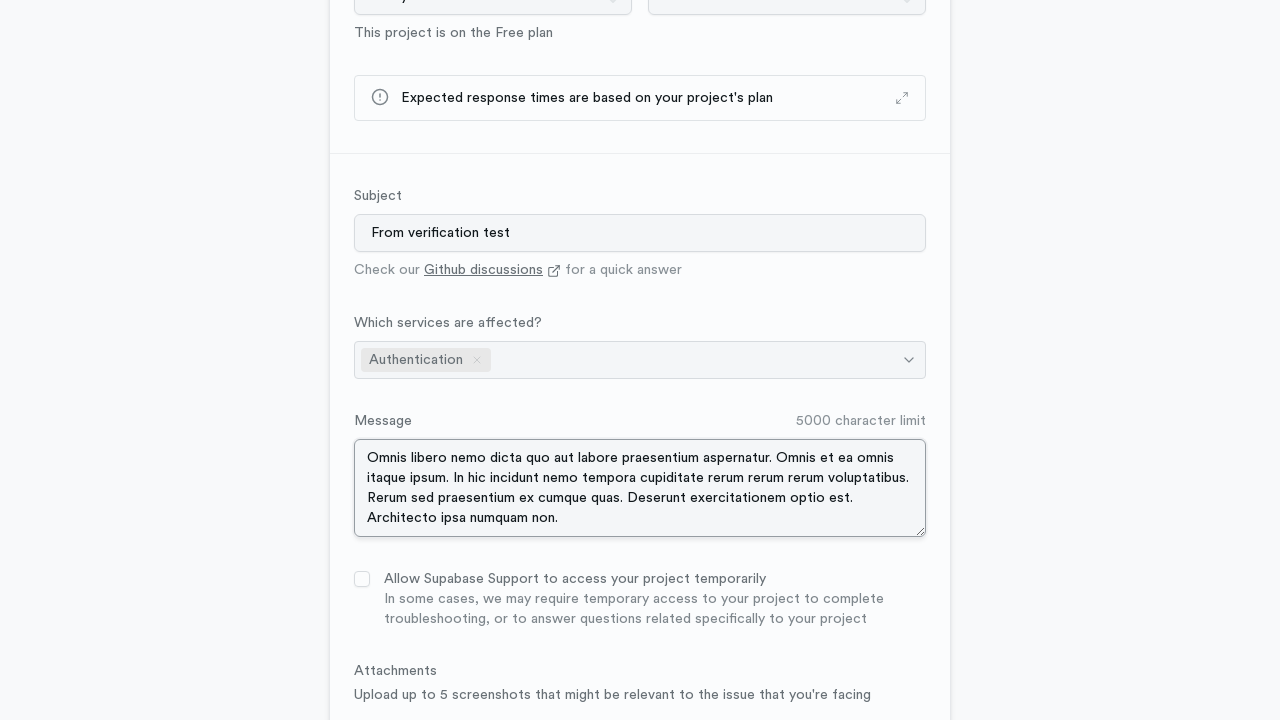 This project is on the Free plan
Expected response times are based on your project's plan
Subject
From verification test
Check our Github discussions for a quick answer
Which services are affected?
Authentication
Message
5000 character limit
Omnis libero nemo dicta quo aut labore praesentium aspernatur. Omnis et ea omnis
itaque ipsum. In hic incidunt nemo tempora cupiditate rerum rerum rerum voluptatibus.
Rerum sed praesentium ex cumque quas. Deserunt exercitationem optio est.
Architecto ipsa numquam non.
Allow Supabase Support to access your project temporarily
In some cases, we may require temporary access to your project to complete
troubleshooting, or to answer questions related specifically to your project
Attachments
Upload up to 5 screenshots that might be relevant to the issue that you're facing